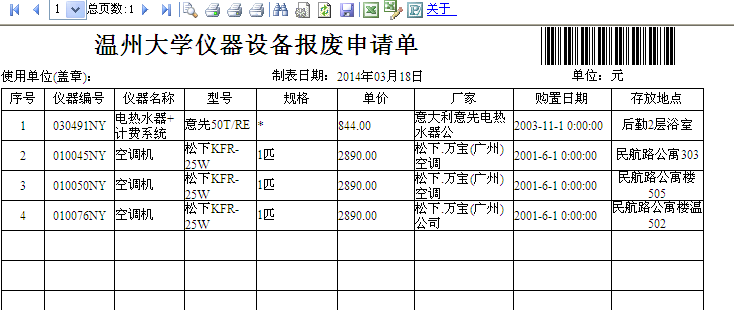 1 总页数:1 关于
温州大学仪器设备报废申请单
使用单位(盖章): 制表日期: 2014年03月18日 单位: 元
序号 仪器编号 仪器名称 型号 规格 单价 厂家 购置日期 存放地点
1 030491NY 电热水器+计费系统 意先50T/RE * 844.00 意大利意先电热水器公 2003-11-1 0:00:00 后勤2层浴室
2 010045NY 空调机 松下KFR-25W 1匹 2890.00 松下.万宝(广州)空调 2001-6-1 0:00:00 民航路公寓303
3 010050NY 空调机 松下KFR-25W 1匹 2890.00 松下.万宝(广州)空调 2001-6-1 0:00:00 民航路公寓楼505
4 010076NY 空调机 松下KFR-25W 1匹 2890.00 松下.万宝(广州)公司 2001-6-1 0:00:00 民航路公寓楼温502